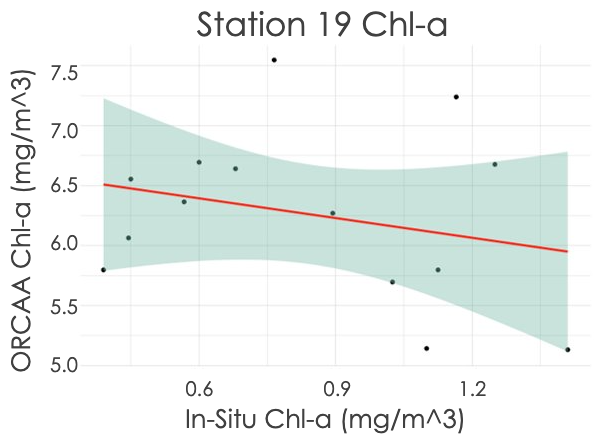 Station 19 Chl-a
ORCAA Chl-a (mg/m^3)
7.5
7.0
6.5
6.0
5.5
5.0
0.6 0.9 1.2
In-Situ Chl-a (mg/m^3)